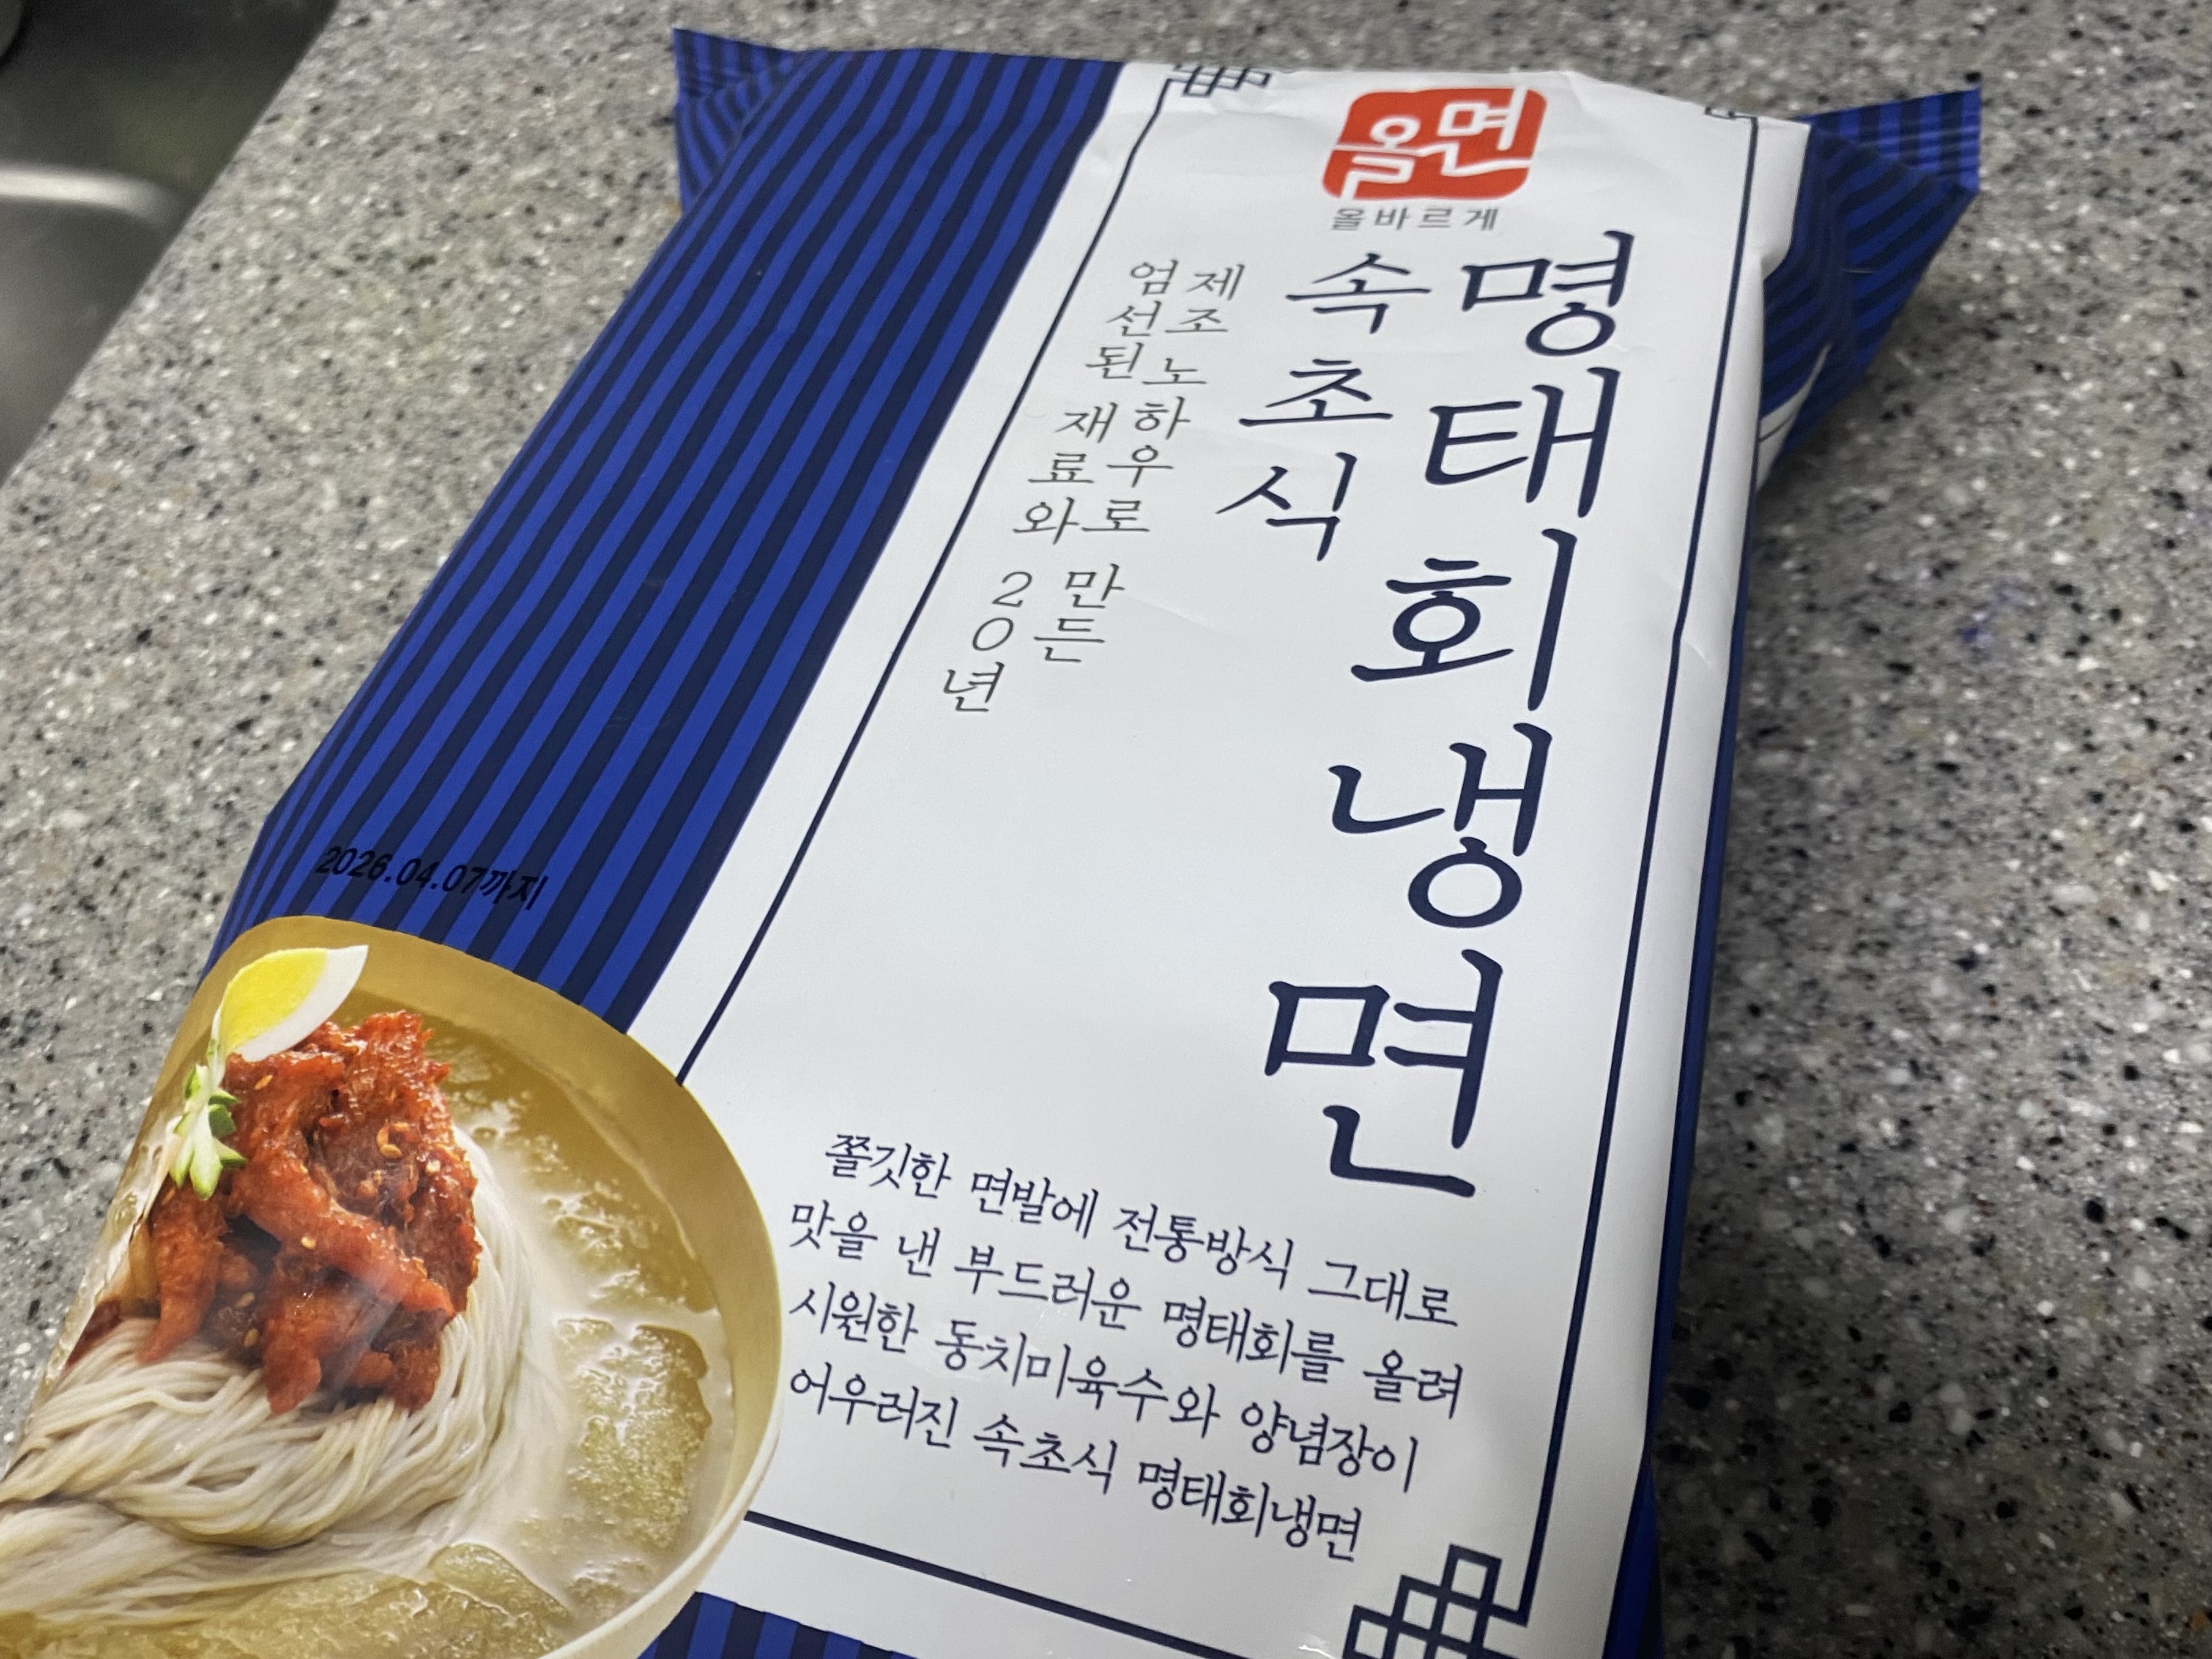 올면
올바르게
속초식
명태회냉면
엄선된 재료와 20년
제조 노하우로 만든
2026.04.07까지
쫄깃한 면발에 전통방식 그대로
맛을 낸 부드러운 명태회를 올려
시원한 동치미육수와 양념장이
어우러진 속초식 명태회냉면